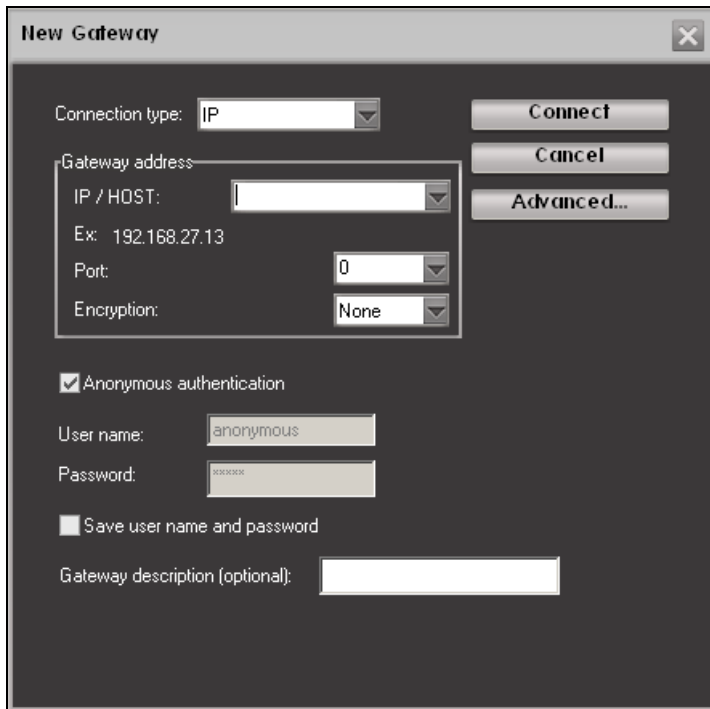 New Gateway
Connection type: IP
Connect
Gateway address
Cancel
IP / HOST:
Advanced...
Ex: 192.168.27.13
Port: 0
Encryption: None
Anonymous authentication
User name: anonymous
Password: *****
Save user name and password
Gateway description (optional):